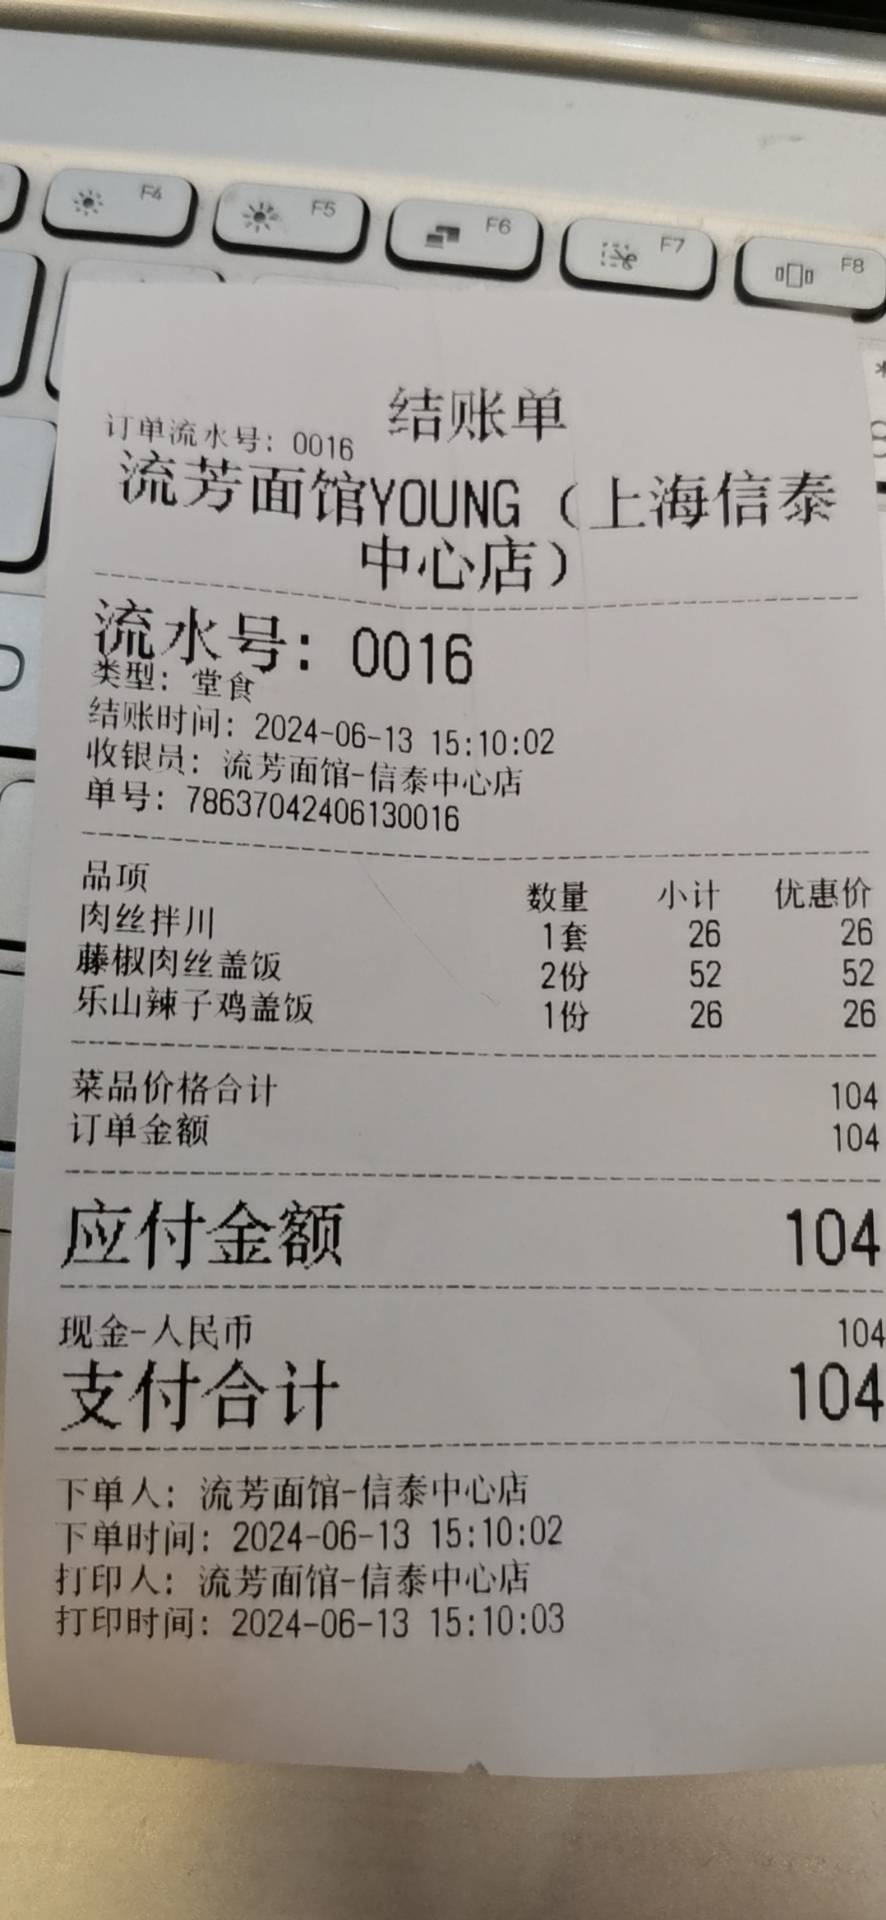 F4
F5
F6
F7
F8
结账单
订单流水号: 0016
流芳面馆YOUNG（上海信泰
中心店）
流水号: 0016
类型: 堂食
结账时间: 2024-06-13 15:10:02
收银员: 流芳面馆-信泰中心店
单号: 78637042406130016
品项 数量 小计 优惠价
肉丝拌川 1套 26 26
藤椒肉丝盖饭 2份 52 52
乐山辣子鸡盖饭 1份 26 26
菜品价格合计 104
订单金额 104
应付金额 104
现金-人民币 104
支付合计 104
下单人: 流芳面馆-信泰中心店
下单时间: 2024-06-13 15:10:02
打印人: 流芳面馆-信泰中心店
打印时间: 2024-06-13 15:10:03